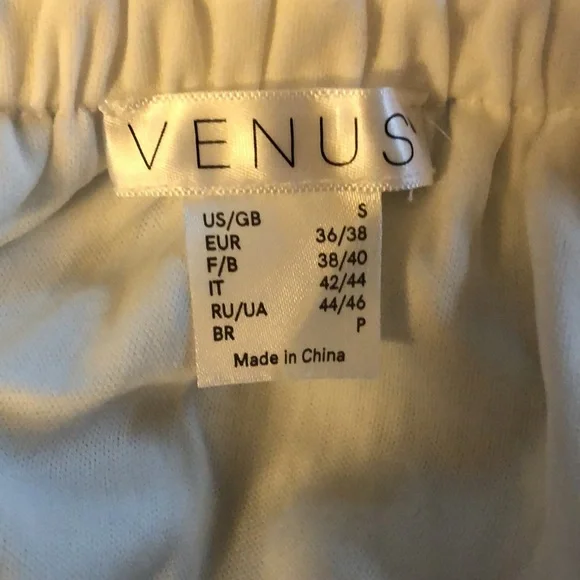 VENUS
US/GB S
EUR 36/38
F/B 38/40
IT 42/44
RU/UA 44/46
BR P
Made in China